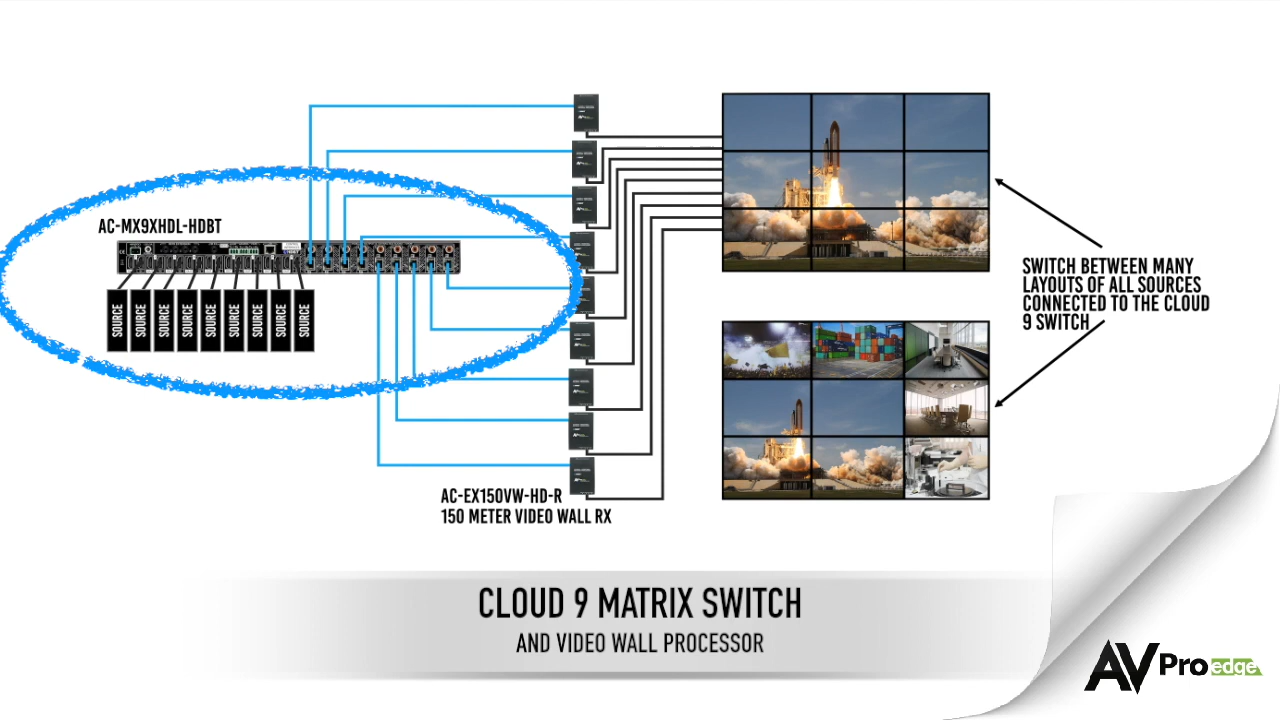 AC-MX9XHDL-HDBT
SOURCE
SOURCE
SOURCE
SOURCE
SOURCE
SOURCE
SOURCE
SOURCE
SOURCE
SWITCH BETWEEN MANY
LAYOUTS OF ALL SOURCES
CONNECTED TO THE CLOUD
9 SWITCH
AC-EX150VW-HD-R
150 METER VIDEO WALL RX
CLOUD 9 MATRIX SWITCH
AND VIDEO WALL PROCESSOR
AVPro edge